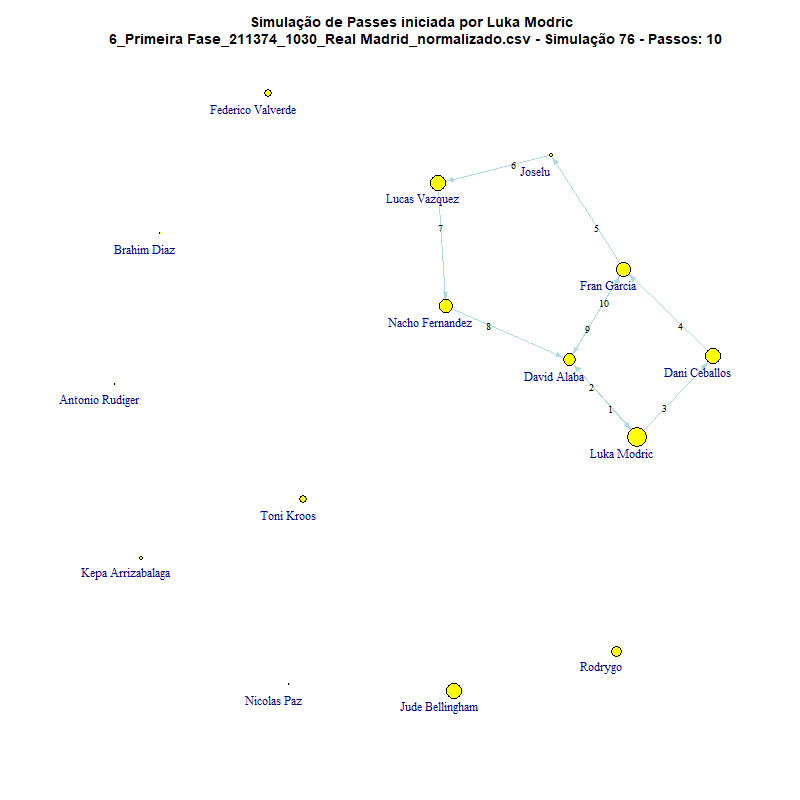 Simulação de Passes iniciada por Luka Modric
6_Primeira Fase_211374_1030_Real Madrid_normalizado.csv - Simulação 76 - Passos: 10
Federico Valverde
6
Joselu
Lucas Vazquez
7
5
Brahim Diaz
Fran Garcia
10
Nacho Fernandez
8
9
4
David Alaba
Dani Ceballos
2
Antonio Rudiger
1
3
Luka Modric
Toni Kroos
Kepa Arrizabalaga
Rodrygo
Nicolas Paz
Jude Bellingham